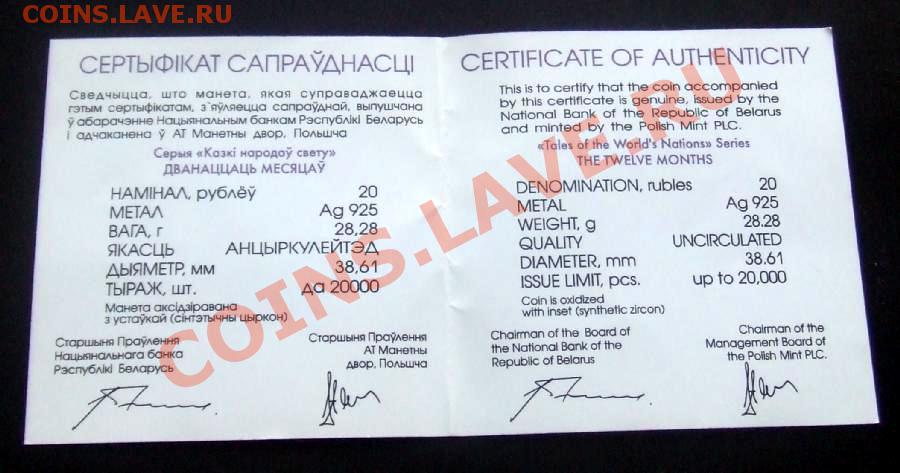 COINS.LAVE.RU
СЕРТЫФІКАТ САПРАЎДНАСЦІ
Сведчыцца, што манета, якая суправаджаецца
гэтым сертыфікатам, з`яўляецца сапраўднай, выпушчана
ў абарачэнне Нацыянальным банкам Рэспублікі Беларусь
і адчаканена ў АТ Манетны двор, Польшча
Серыя «Казкі народаў свету»
ДВАНАЦЦАЦЬ МЕСЯЦАЎ
НАМІНАЛ, рублёў 20
МЕТАЛ Ag 925
ВАГА, г 28,28
ЯКАСЦЬ АНЦЫРКУЛЕЙТЭД
ДЫЯМЕТР, мм 38,61
ТЫРАЖ, шт. да 20000
Манета аксідзіравана
з устаўкай (сінтэтычны цыркон)
Старшыня Праўлення
Нацыянальнага банка
Рэспублікі Беларусь
Старшыня Праўлення
АТ Манетны
двор, Польшча
CERTIFICATE OF AUTHENTICITY
This is to certify that the coin accompanied
by this certificate is genuine, issued by the
National Bank of the Republic of Belarus
and minted by the Polish Mint PLC.
«Tales of the World's Nations» Series
THE TWELVE MONTHS
DENOMINATION, rubles 20
METAL Ag 925
WEIGHT, g 28.28
QUALITY UNCIRCULATED
DIAMETER, mm 38.61
ISSUE LIMIT, pcs. up to 20,000
Coin is oxidized
with inset (synthetic zircon)
Chairman of the Board of
the National Bank of the
Republic of Belarus
Chairman of the
Management Board of
the Polish Mint PLC.
COINS.LAVE.RU
COINS.LAVE.RU